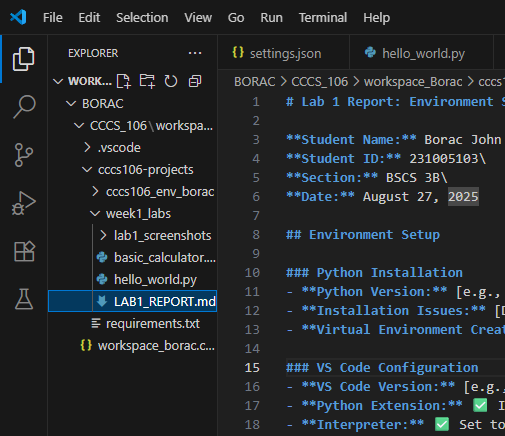 File Edit Selection View Go Run Terminal Help
EXPLORER
WORK...
BORAC
CCCS_106\workspa...
.vscode
cccs106-projects
cccs106_env_borac
week1_labs
lab1_screenshots
basic_calculator....
hello_world.py
LAB1_REPORT.md
requirements.txt
workspace_borac.c...
settings.json hello_world.py
BORAC > CCCS_106 > workspace_Borac > cccs1
1 # Lab 1 Report: Environment S
2
3 **Student Name:** Borac John
4 **Student ID:** 231005103\
5 **Section:** BSCS 3B\
6 **Date:** August 27, 2025
7
8 ## Environment Setup
9
10 ### Python Installation
11 - **Python Version:** [e.g.,
12 - **Installation Issues:** [D
13 - **Virtual Environment Creat
14
15 ### VS Code Configuration
16 - **VS Code Version:** [e.g.,
17 - **Python Extension:** ✅ I
18 - **Interpreter:** ✅ Set to